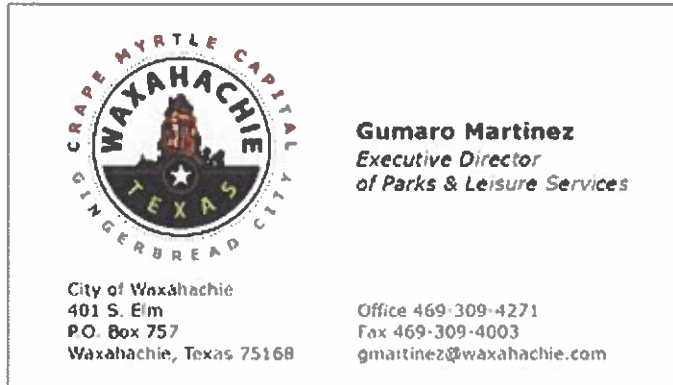 CRAPE MYRTLE CAPITAL
WAXAHACHIE
TEXAS
GINGERBREAD CITY
Gumaro Martinez
Executive Director
of Parks & Leisure Services
City of Waxahachie
401 S. Elm
P.O. Box 757
Waxahachie, Texas 75168
Office 469-309-4271
Fax 469-309-4003
gmartinez@waxahachie.com